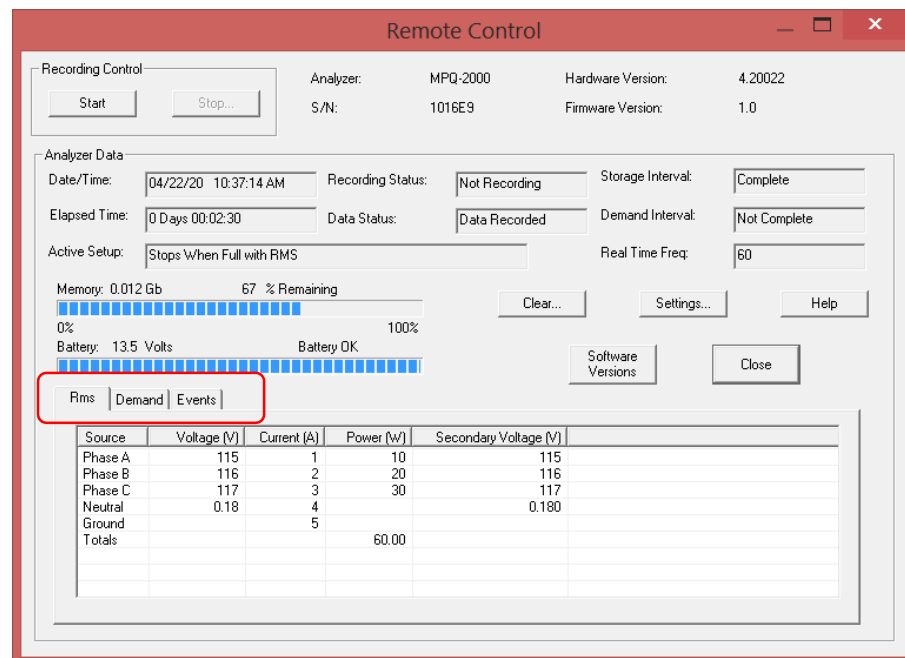 Remote Control
Recording Control
Start Stop...
Analyzer: MPQ-2000 Hardware Version: 4.20022
S/N: 1016E9 Firmware Version: 1.0
Analyzer Data
Date/Time: 04/22/20 10:37:14 AM Recording Status: Not Recording Storage Interval: Complete
Elapsed Time: 0 Days 00:02:30 Data Status: Data Recorded Demand Interval: Not Complete
Active Setup: Stops When Full with RMS Real Time Freq: 60
Memory: 0.012 Gb 67 % Remaining
Clear... Settings... Help
0% 100%
Battery: 13.5 Volts Battery OK
Software Versions Close
Rms Demand Events
Source Voltage (V) Current (A) Power (W) Secondary Voltage (V)
Phase A 115 1 10 115
Phase B 116 2 20 116
Phase C 117 3 30 117
Neutral 0.18 4 0.180
Ground 5
Totals 60.00